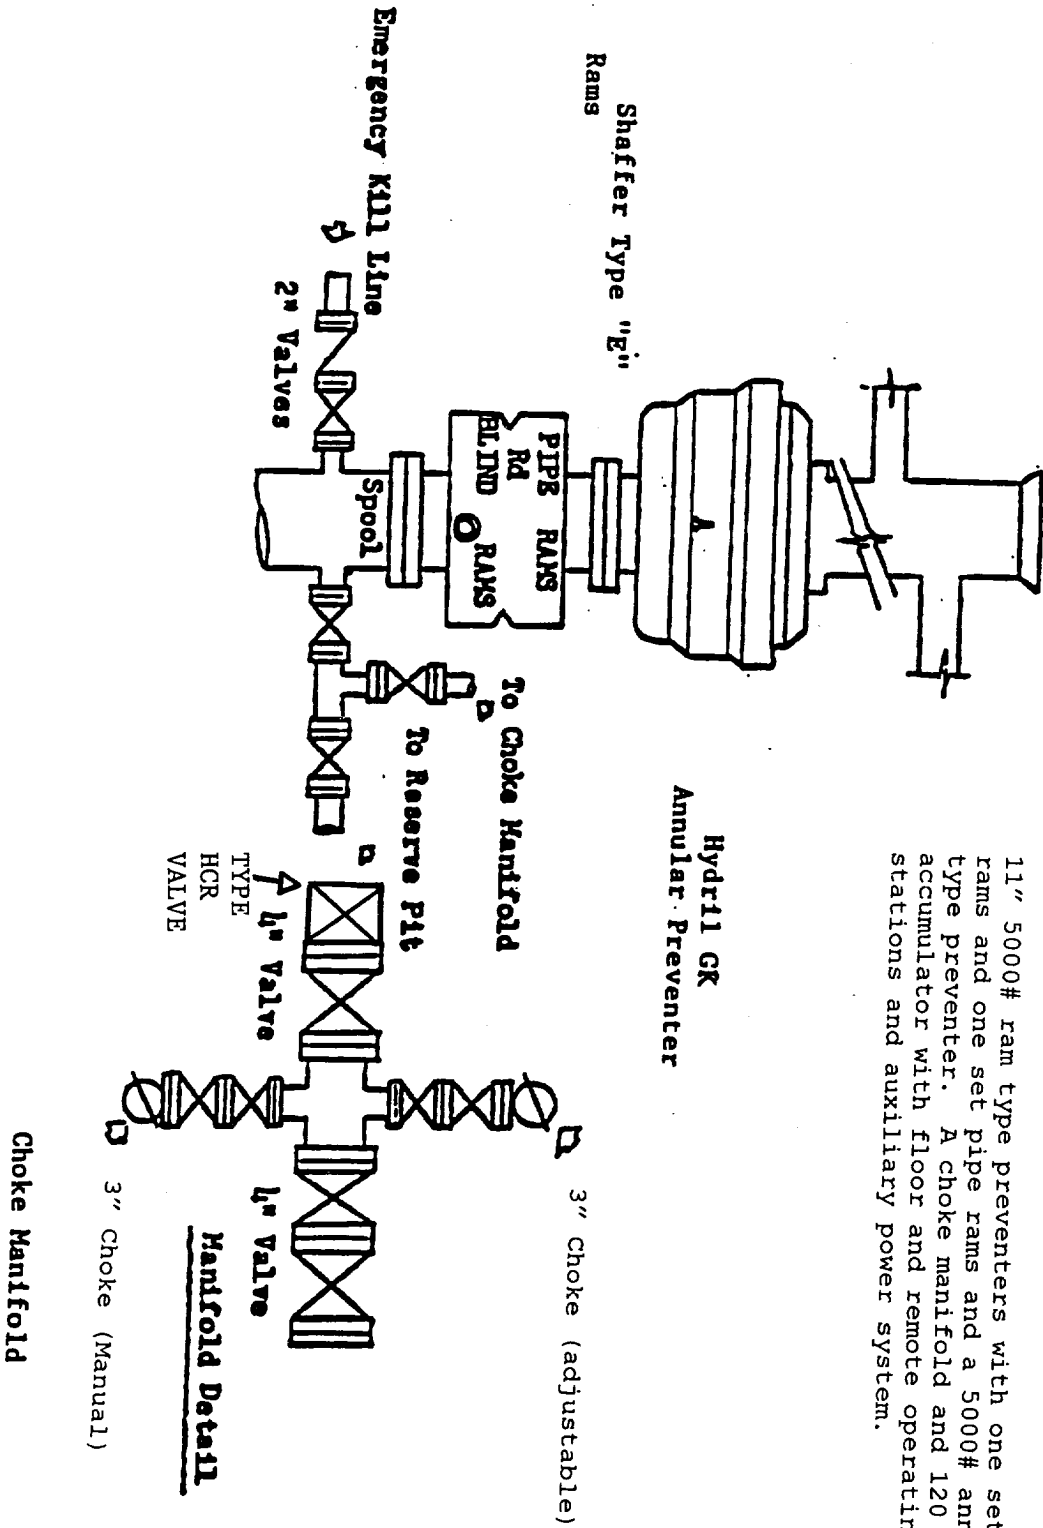 11″ 5000# ram type preventers with one set
rams and one set pipe rams and a 5000#
type preventer. A choke manifold and 120
accumulator with floor and remote
stations and auxiliary power system.
Shaffer Type "E"
Rams
Hydril GK
Annular Preventer
PIPE RAMS
Rd
BLIND RAMS
Spool
Emergency Kill Line
2" Valves
To Choke Manifold
To Reserve Pit
TYPE
HCR
VALVE
4" Valve
3″ Choke (adjustable)
4" Valve
Manifold Detail
3″ Choke (Manual)
Choke Manifold